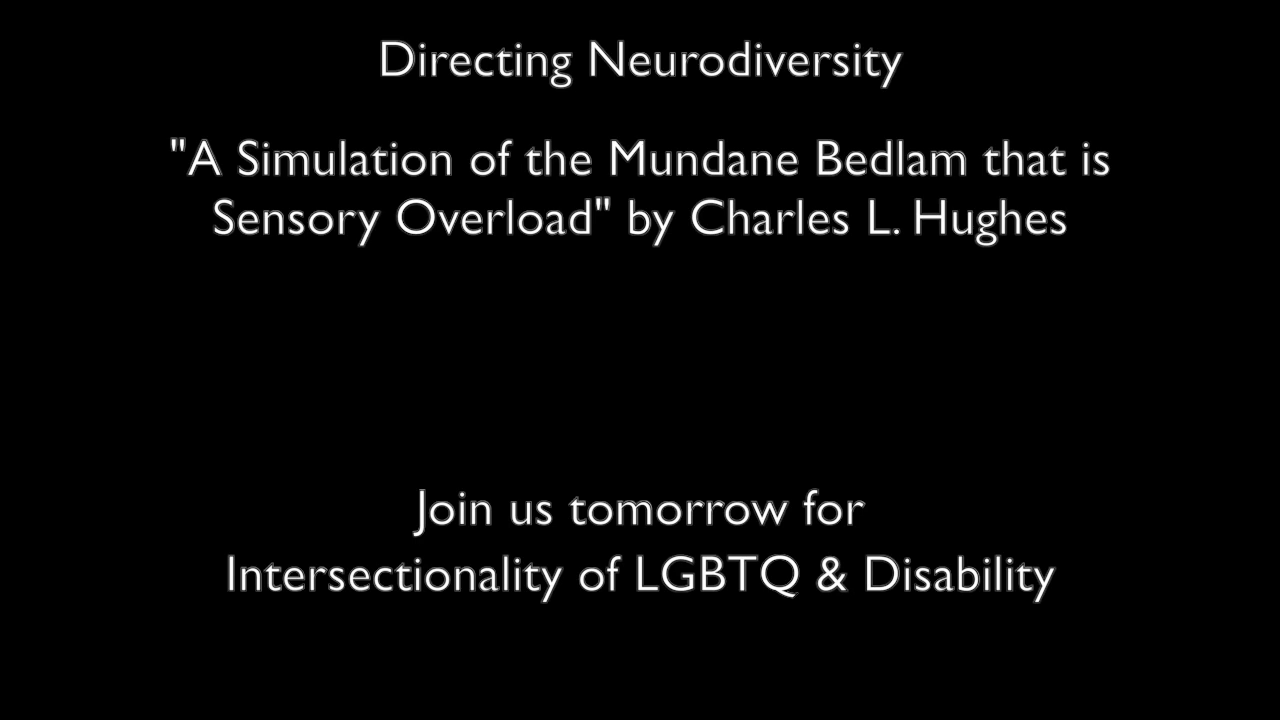 Directing Neurodiversity
"A Simulation of the Mundane Bedlam that is
Sensory Overload" by Charles L. Hughes
Join us tomorrow for
Intersectionality of LGBTQ & Disability